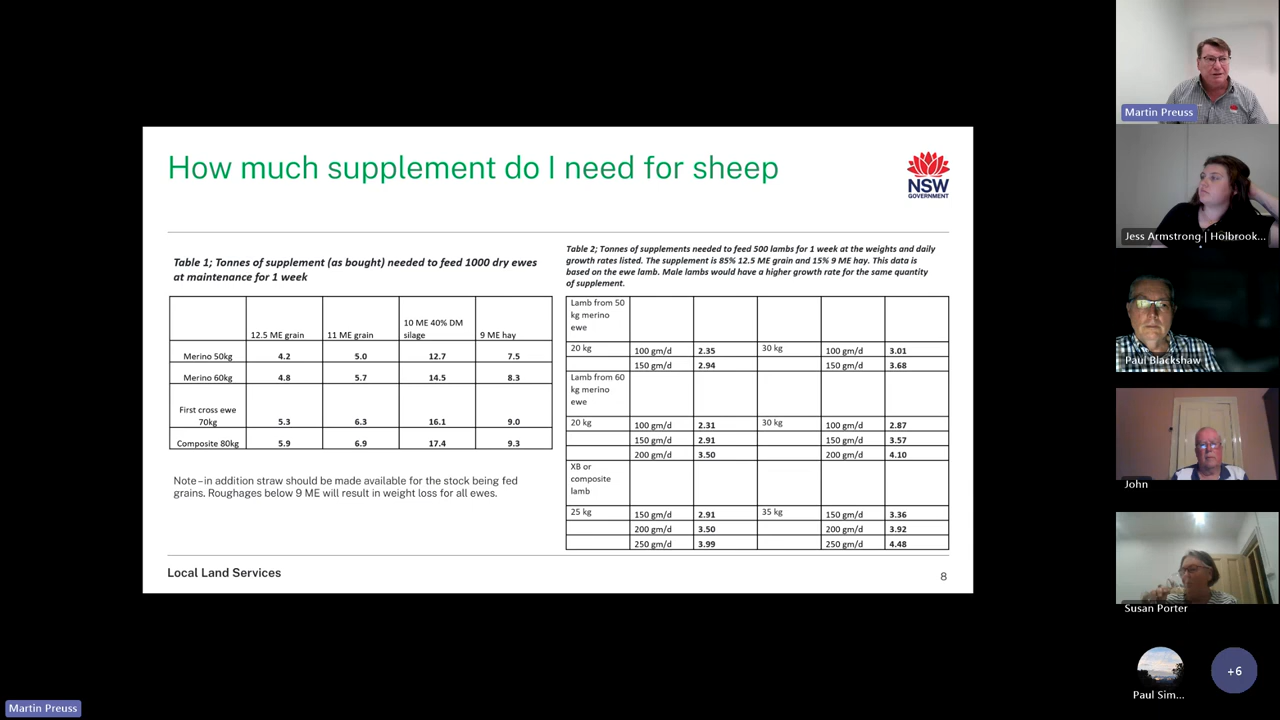 How much supplement do I need for sheep
NSW
GOVERNMENT
Table 1; Tonnes of supplement (as bought) needed to feed 1000 dry ewes
at maintenance for 1 week
12.5 ME grain 11 ME grain 10 ME 40% DM silage 9 ME hay
Merino 50kg 4.2 5.0 12.7 7.5
Merino 60kg 4.8 5.7 14.5 8.3
First cross ewe 70kg 5.3 6.3 16.1 9.0
Composite 80kg 5.9 6.9 17.4 9.3
Note – in addition straw should be made available for the stock being fed
grains. Roughages below 9 ME will result in weight loss for all ewes.
Table 2; Tonnes of supplements needed to feed 500 lambs for 1 week at the weights and daily
growth rates listed. The supplement is 85% 12.5 ME grain and 15% 9 ME hay. This data is
based on the ewe lamb. Male lambs would have a higher growth rate for the same quantity
of supplement.
Lamb from 50
kg merino
ewe
20 kg 100 gm/d 2.35 30 kg 100 gm/d 3.01
150 gm/d 2.94 150 gm/d 3.68
Lamb from 60
kg merino
ewe
20 kg 100 gm/d 2.31 30 kg 100 gm/d 2.87
150 gm/d 2.91 150 gm/d 3.57
200 gm/d 3.50 200 gm/d 4.10
XB or
composite
lamb
25 kg 150 gm/d 2.91 35 kg 150 gm/d 3.36
200 gm/d 3.50 200 gm/d 3.92
250 gm/d 3.99 250 gm/d 4.48
Local Land Services
8
Martin Preuss
Jess Armstrong | Holbrook...
Paul Blackshaw
John
Susan Porter
Paul Sim...
+6
Martin Preuss